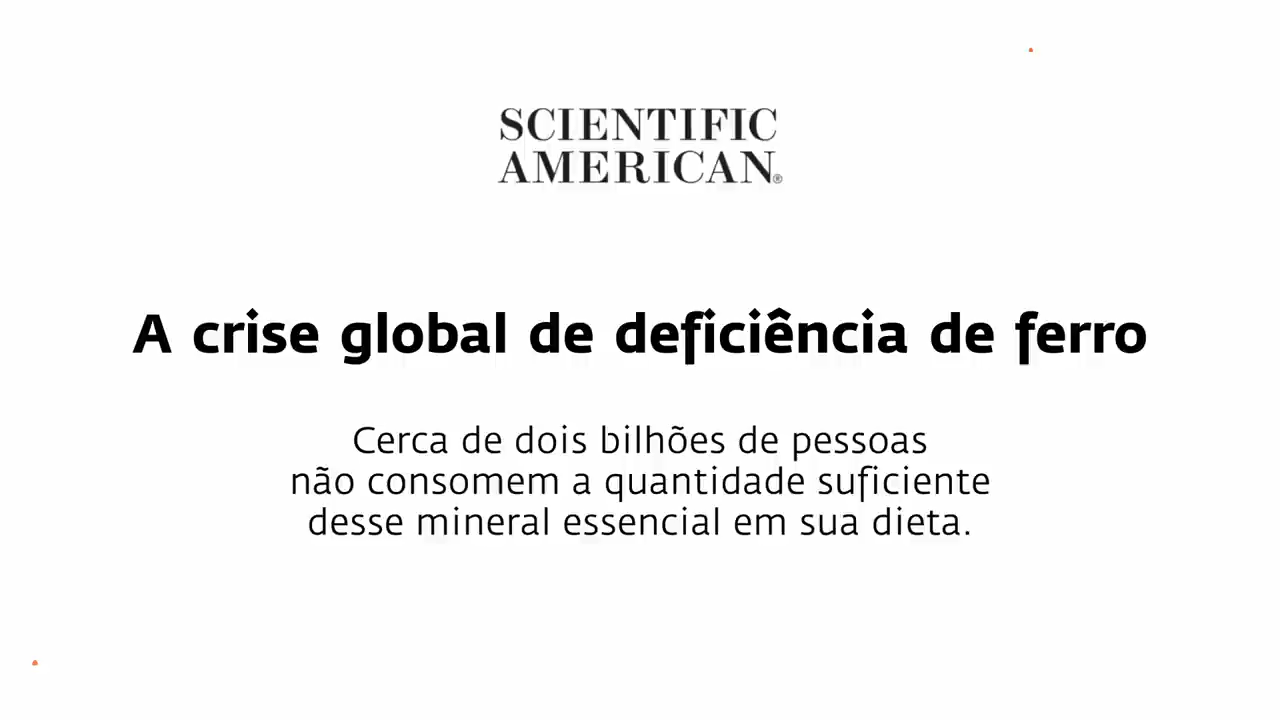 SCIENTIFIC
AMERICAN®
A crise global de deficiência de ferro
Cerca de dois bilhões de pessoas
não consomem a quantidade suficiente
desse mineral essencial em sua dieta.